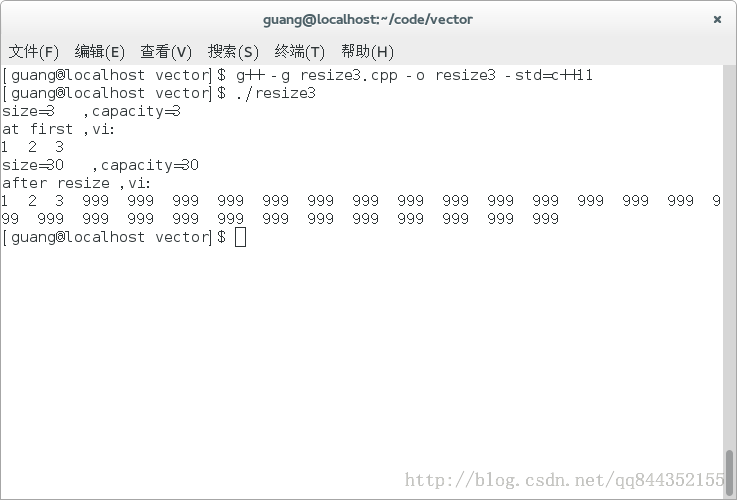 guang@localhost:~/code/vector ×
文件(F) 编辑(E) 查看(V) 搜索(S) 终端(T) 帮助(H)
[guang@localhost vector]$ g++ -g resize3.cpp -o resize3 -std=c++11
[guang@localhost vector]$ ./resize3
size=3   ,capacity=3
at first ,vi:
1  2  3
size=30   ,capacity=30
after resize ,vi:
1  2  3  999  999  999  999  999  999  999  999  999  999  999  999  999  999  9
99  999  999  999  999  999  999  999  999  999  999  999  999
[guang@localhost vector]$
http://blog.csdn.net/qq844352155